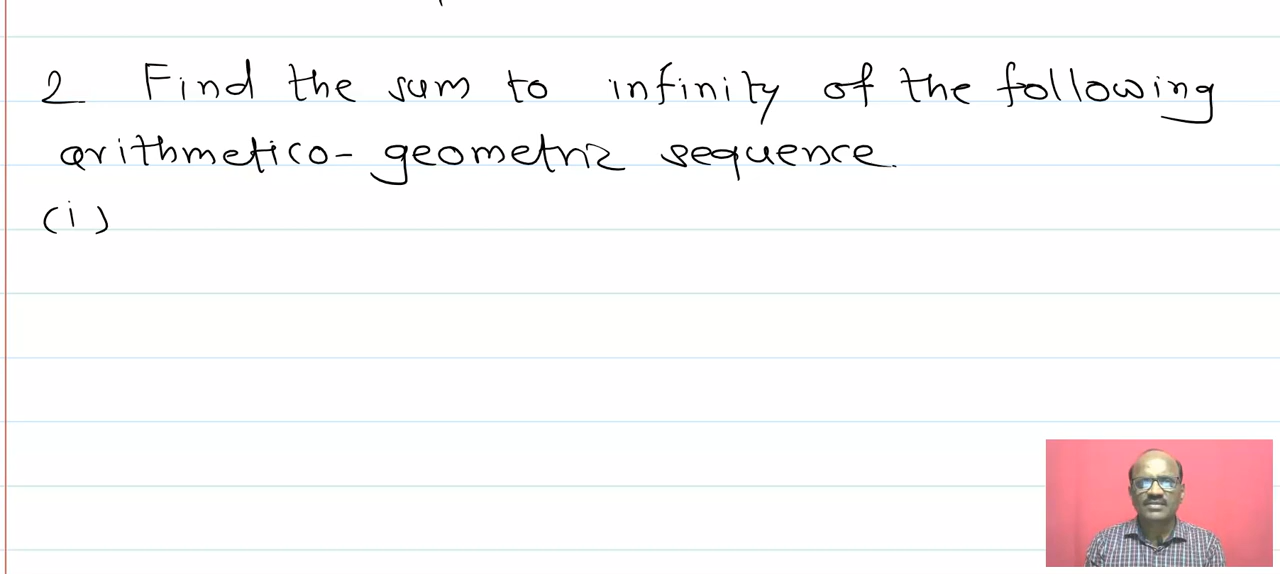 2 Find the sum to infinity of the following
arithmetico-geometric sequence.
(i)